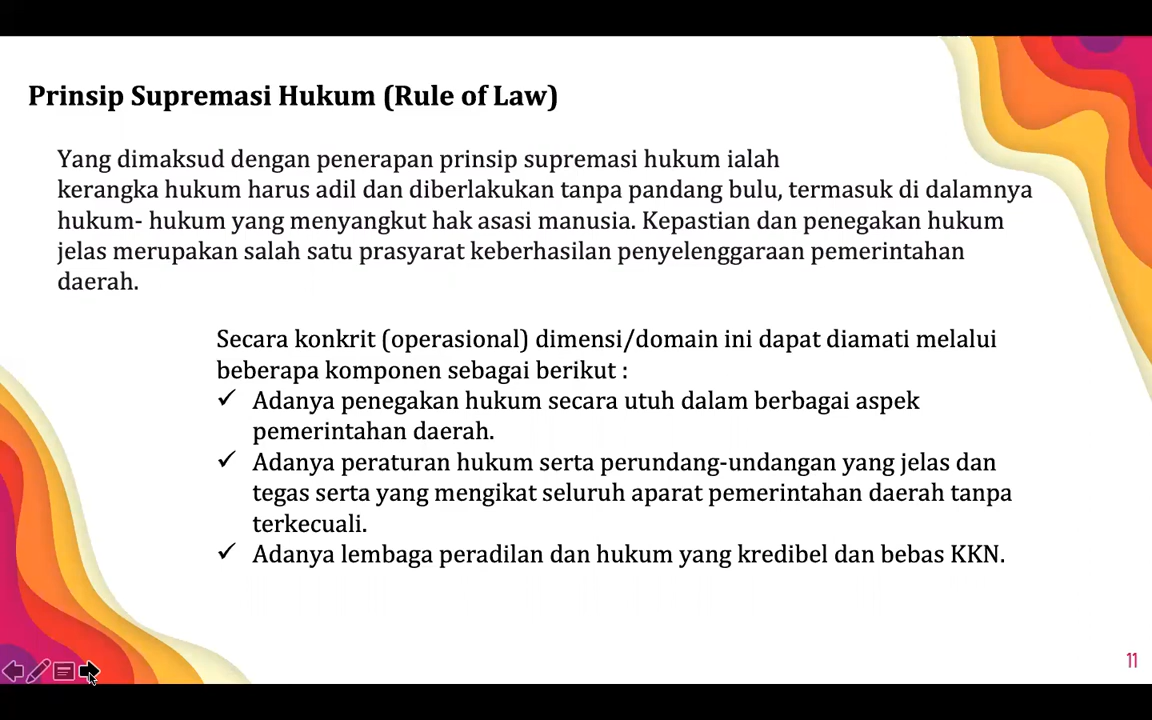 Prinsip Supremasi Hukum (Rule of Law)
Yang dimaksud dengan penerapan prinsip supremasi hukum ialah
kerangka hukum harus adil dan diberlakukan tanpa pandang bulu, termasuk di dalamnya
hukum- hukum yang menyangkut hak asasi manusia. Kepastian dan penegakan hukum
jelas merupakan salah satu prasyarat keberhasilan penyelenggaraan pemerintahan
daerah.
Secara konkrit (operasional) dimensi/domain ini dapat diamati melalui
beberapa komponen sebagai berikut :
✓ Adanya penegakan hukum secara utuh dalam berbagai aspek
pemerintahan daerah.
✓ Adanya peraturan hukum serta perundang-undangan yang jelas dan
tegas serta yang mengikat seluruh aparat pemerintahan daerah tanpa
terkecuali.
✓ Adanya lembaga peradilan dan hukum yang kredibel dan bebas KKN.
11